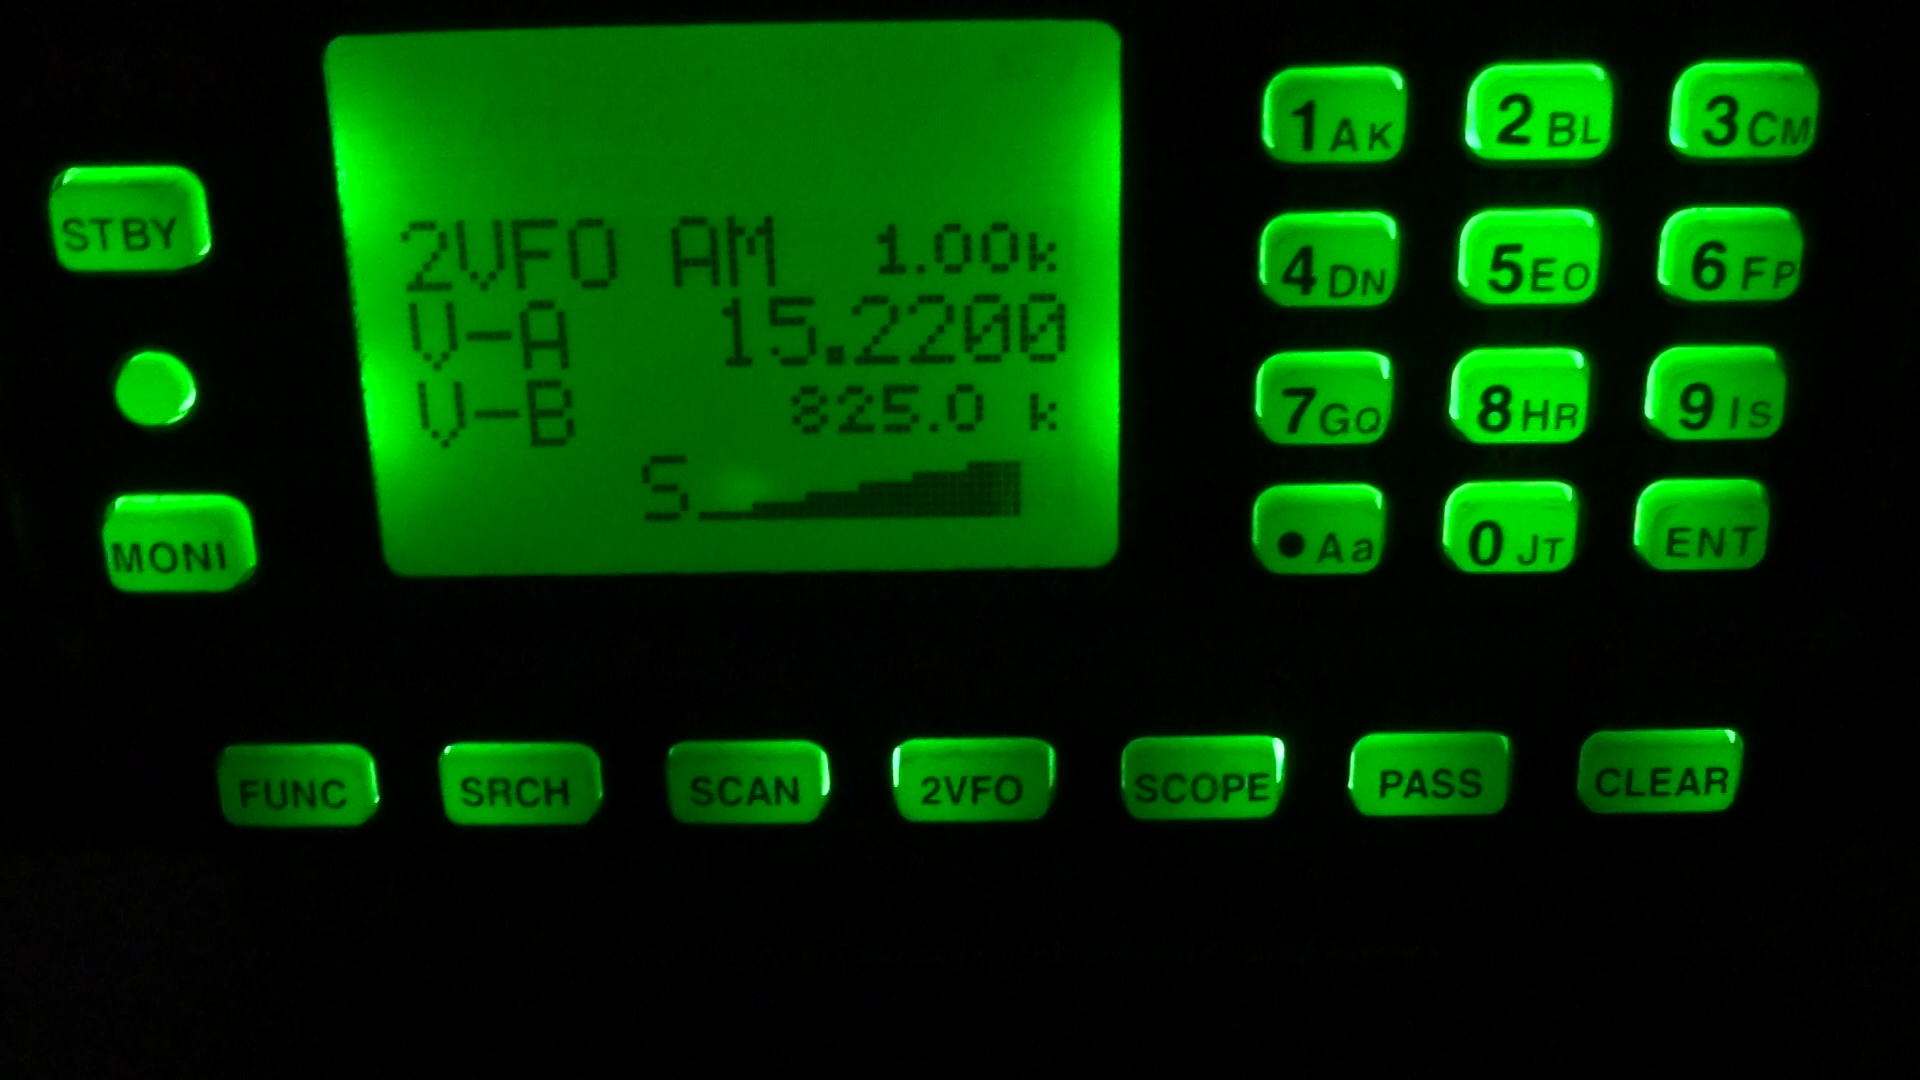 STBY
MONI
2VFO AM 1.00k
V-A 15.2200
V-B 825.0 k
S
1AK 2BL 3CM
4DN 5EO 6FP
7GQ 8HR 9IS
●Aa 0JT ENT
FUNC SRCH SCAN 2VFO SCOPE PASS CLEAR